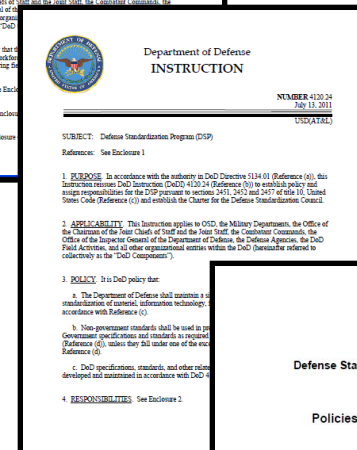 of Staff and the Joint Staff, the Combatant Commands, the
Department of Defense
INSTRUCTION
NUMBER 4120.24
July 13, 2011
USD(AT&L)
SUBJECT: Defense Standardization Program (DSP)
References: See Enclosure 1
1. PURPOSE. In accordance with the authority in DoD Directive 5134.01 (Reference (a)), this
Instruction reissues DoD Instruction (DoDI) 4120.24 (Reference (b)) to establish policy and
assign responsibilities for the DSP pursuant to sections 2451, 2452 and 2457 of title 10, United
States Code (Reference (c)) and establish the Charter for the Defense Standardization Council.
2. APPLICABILITY. This Instruction applies to OSD, the Military Departments, the Office of
the Chairman of the Joint Chiefs of Staff and the Joint Staff, the Combatant Commands, the
Office of the Inspector General of the Department of Defense, the Defense Agencies, the DoD
Field Activities, and all other organizational entities within the DoD (hereinafter referred to
collectively as the "DoD Components").
3. POLICY. It is DoD policy that:
a. The Department of Defense shall maintain a
standardization of materiel, information technology,
accordance with Reference (c).
b. Non-government standards shall be used in
Government specifications and standards as required
(Reference (d)), unless they fall under one of the
Reference (d).
c. DoD specifications, standards, and other
developed and maintained in accordance with DoD 4
4. RESPONSIBILITIES. See Enclosure 2.
Defense
Policies